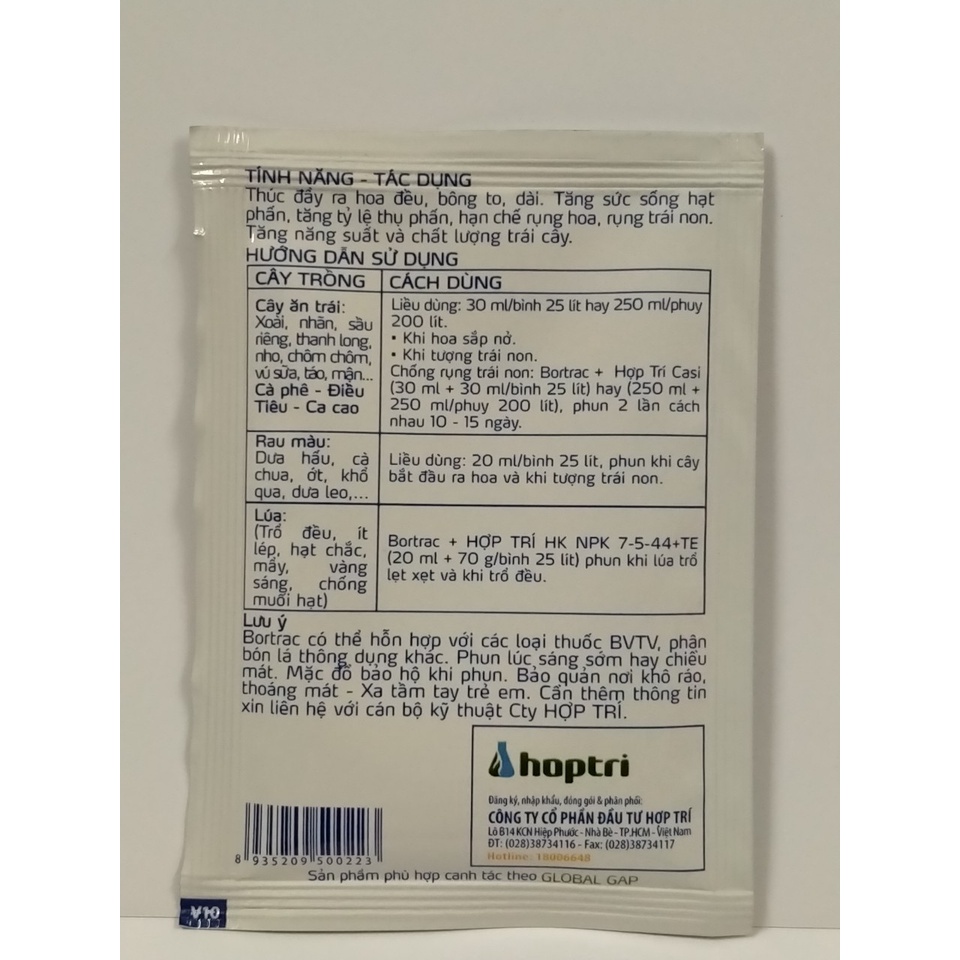 TÍNH NĂNG - TÁC DỤNG
Thúc đẩy ra hoa đều, bông to, dài. Tăng sức sống hạt
phấn, tăng tỷ lệ thụ phấn, hạn chế rụng hoa, rụng trái non.
Tăng năng suất và chất lượng trái cây.
HƯỚNG DẪN SỬ DỤNG
CÂY TRỒNG
CÁCH DÙNG
Cây ăn trái:
Xoài, nhãn, sầu
riêng, thanh long,
nho, chôm chôm,
vú sữa, táo, mận...
Cà phê - Điều
Tiêu - Ca cao
Liều dùng: 30 ml/bình 25 lít hay 250 ml/phuy
200 lít.
• Khi hoa sắp nở.
• Khi tượng trái non.
Chống rụng trái non: Bortrac + Hợp Trí Casi
(30 ml + 30 ml/bình 25 lít) hay (250 ml +
250 ml/phuy 200 lít), phun 2 lần cách
nhau 10 - 15 ngày.
Rau màu:
Dưa hấu, cà
chua, ớt, khổ
qua, dưa leo,...
Liều dùng: 20 ml/bình 25 lít, phun khi cây
bắt đầu ra hoa và khi tượng trái non.
Lúa:
(Trổ đều, ít
lép, hạt chắc,
mẩy, vàng
sáng, chống
muối hạt)
Bortrac + HỢP TRÍ HK NPK 7-5-44+TE
(20 ml + 70 g/bình 25 lít) phun khi lúa trổ
lẹt xẹt và khi trổ đều.
Lưu ý
Bortrac có thể hỗn hợp với các loại thuốc BVTV, phân
bón lá thông dụng khác. Phun lúc sáng sớm hay chiều
mát. Mặc đồ bảo hộ khi phun. Bảo quản nơi khô ráo,
thoáng mát - Xa tầm tay trẻ em. Cần thêm thông tin
xin liên hệ với cán bộ kỹ thuật Cty HỢP TRÍ.
hoptri
Đăng ký, nhập khẩu, đóng gói & phân phối:
CÔNG TY CỔ PHẦN ĐẦU TƯ HỢP TRÍ
Lô B14 KCN Hiệp Phước - Nhà Bè - TP.HCM - Việt Nam
ĐT: (028)38734116 - Fax: (028)38734117
Hotline: 18006648
8 935209 500223
Sản phẩm phù hợp canh tác theo GLOBAL GAP
01A